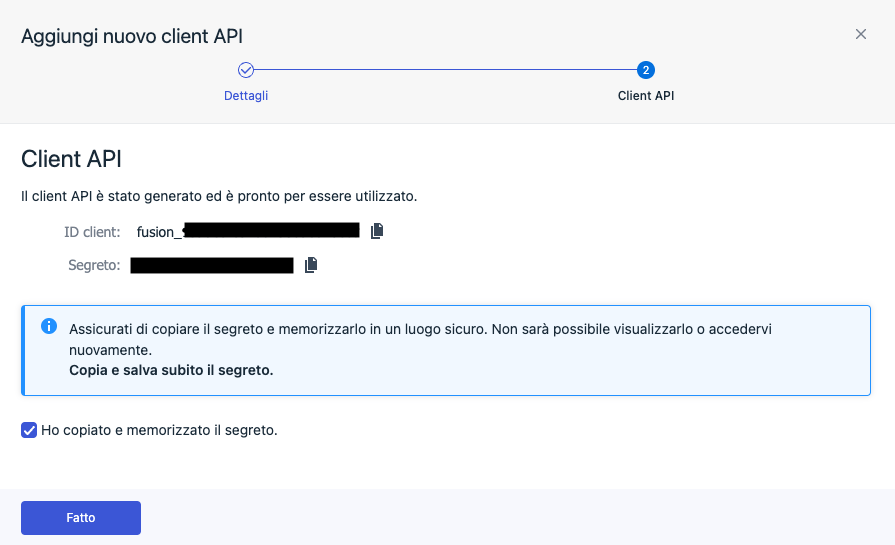 Aggiungi nuovo client API
2
Dettagli
Client API
Client API
Il client API è stato generato ed è pronto per essere utilizzato.
ID client: fusion_
Segreto:
Assicurati di copiare il segreto e memorizzarlo in un luogo sicuro. Non sarà possibile visualizzarlo o accedervi
nuovamente.
Copia e salva subito il segreto.
Ho copiato e memorizzato il segreto.
Fatto